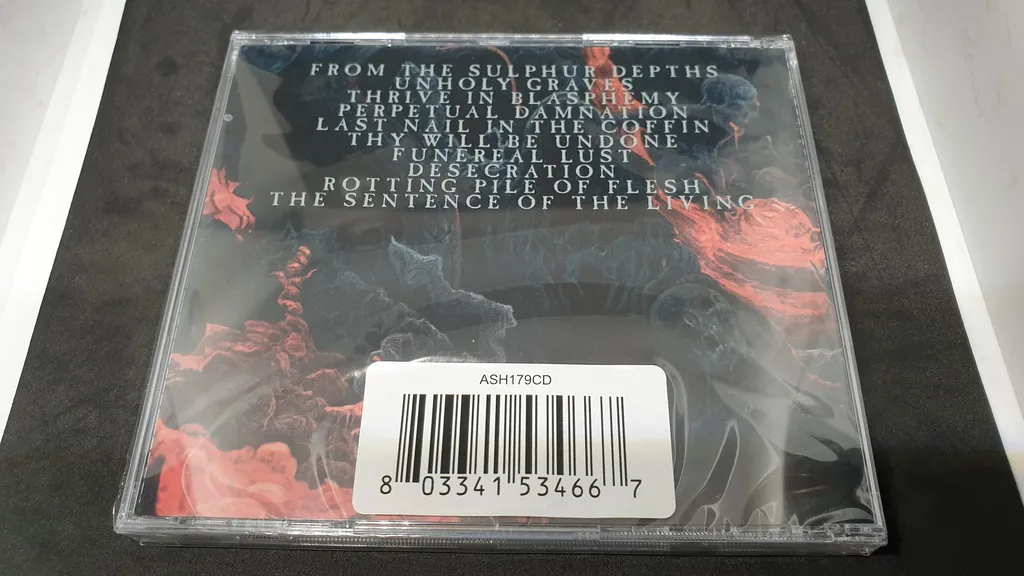 FROM THE SULPHUR DEPTHS
UNHOLY GRAVES
THRIVE IN BLASPHEMY
PERPETUAL DAMNATION
LAST NAIL IN THE COFFIN
THY WILL BE UNDONE
FUNEREAL LUST
DESECRATION
ROTTING PILE OF FLESH
THE SENTENCE OF THE LIVING
ASH179CD
8 03341 53466 7